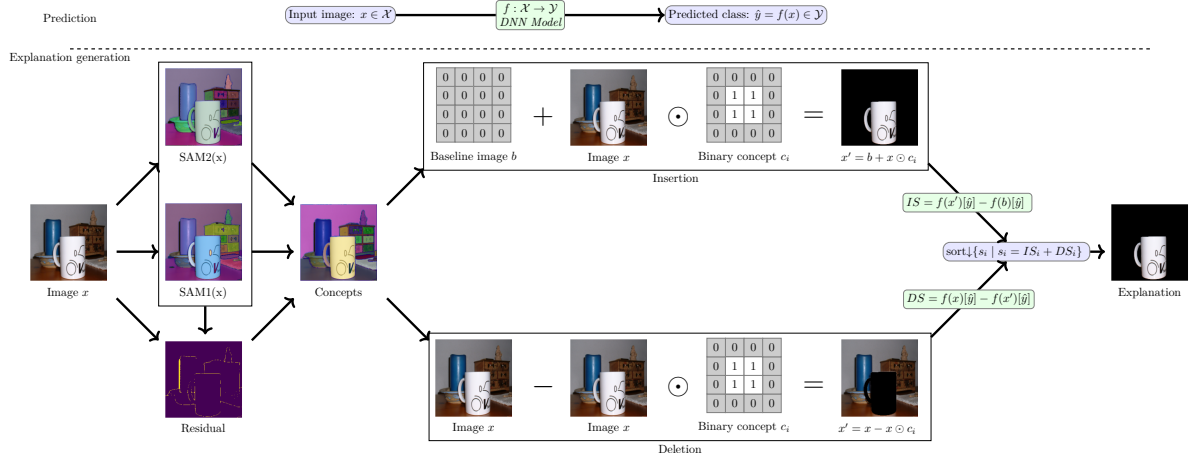 Prediction
Input image: x ∈ 𝒳
f : 𝒳 → 𝒴
DNN Model
Predicted class: ŷ = f(x) ∈ 𝒴
Explanation generation
SAM2(x)
SAM1(x)
Image x
Residual
Concepts
0 0 0 0
0 0 0 0
0 0 0 0
0 0 0 0
Baseline image b
+
Image x
⊙
0 0 0 0
0 1 1 0
0 1 1 0
0 0 0 0
Binary concept cᵢ
=
x′ = b + x ⊙ cᵢ
Insertion
IS = f(x′)[ŷ] − f(b)[ŷ]
sort↓{sᵢ | sᵢ = ISᵢ + DSᵢ}
DS = f(x)[ŷ] − f(x′)[ŷ]
Explanation
Image x
−
Image x
⊙
0 0 0 0
0 1 1 0
0 1 1 0
0 0 0 0
Binary concept cᵢ
=
x′ = x − x ⊙ cᵢ
Deletion